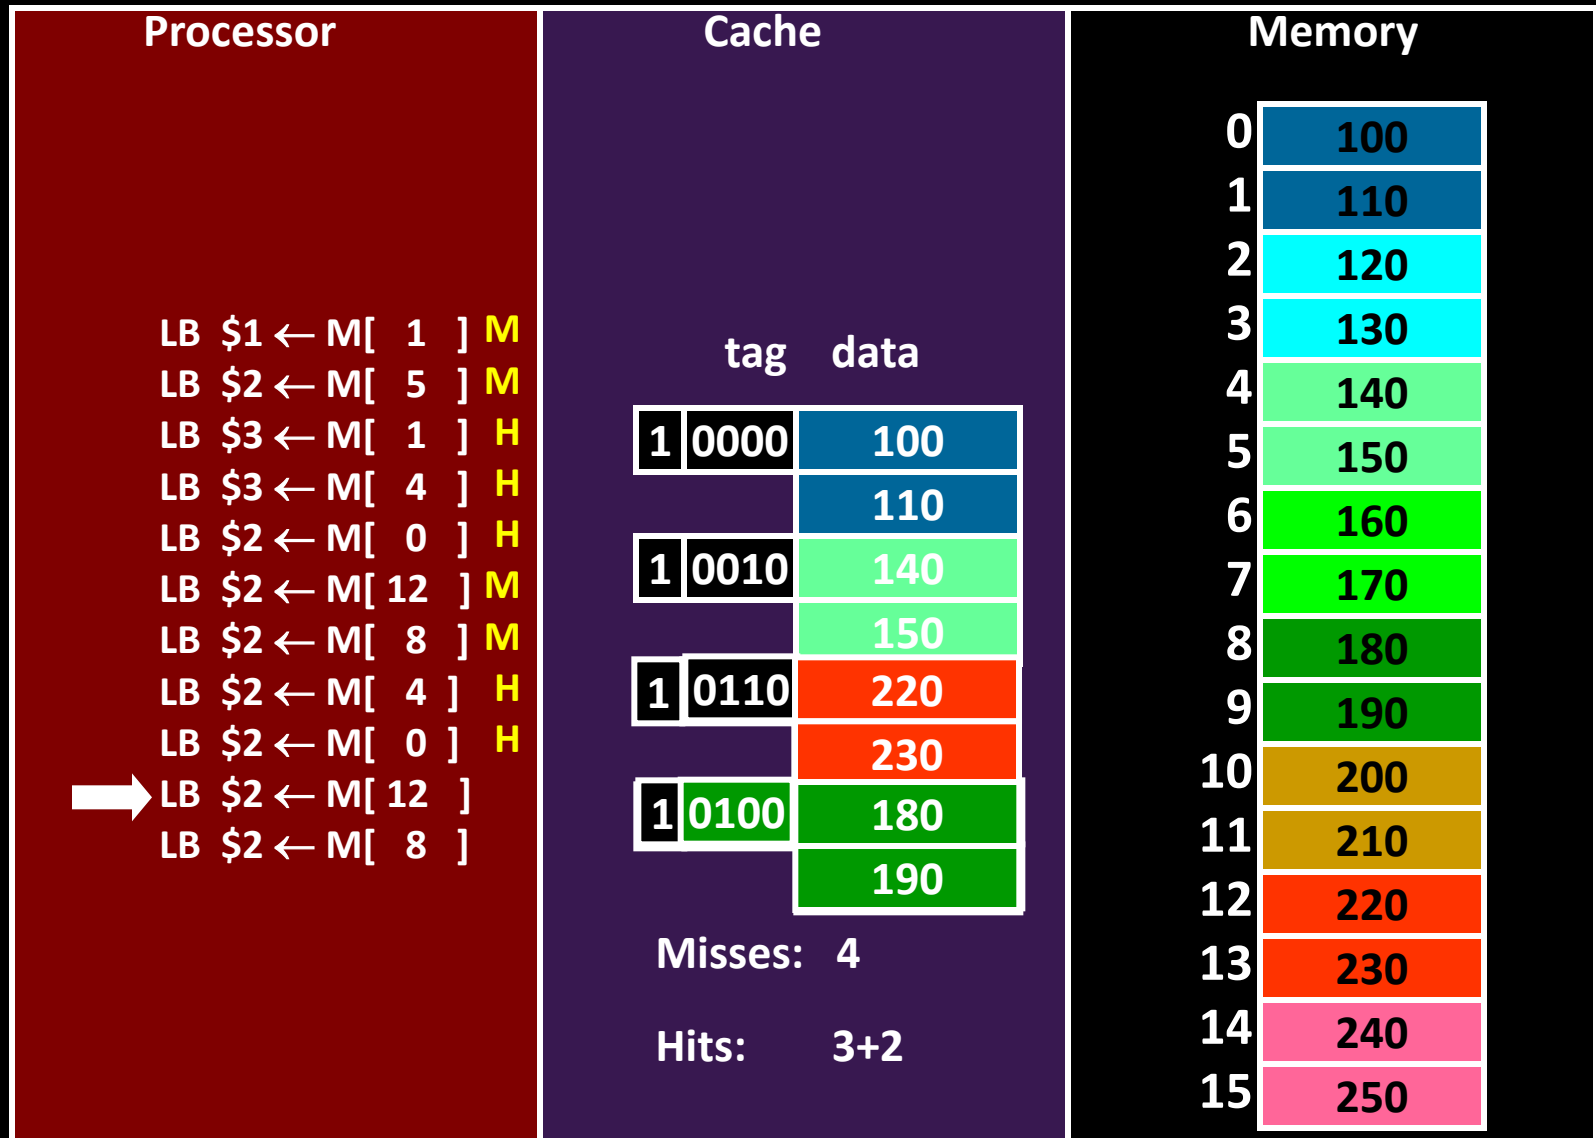 Processor
LB $1 ← M[ 1 ] M
LB $2 ← M[ 5 ] M
LB $3 ← M[ 1 ] H
LB $3 ← M[ 4 ] H
LB $2 ← M[ 0 ] H
LB $2 ← M[ 12 ] M
LB $2 ← M[ 8 ] M
LB $2 ← M[ 4 ] H
LB $2 ← M[ 0 ] H
LB $2 ← M[ 12 ]
LB $2 ← M[ 8 ]
Cache
tag data
1 0000 100
110
1 0010 140
150
1 0110 220
230
1 0100 180
190
Misses: 4
Hits: 3+2
Memory
0 100
1 110
2 120
3 130
4 140
5 150
6 160
7 170
8 180
9 190
10 200
11 210
12 220
13 230
14 240
15 250